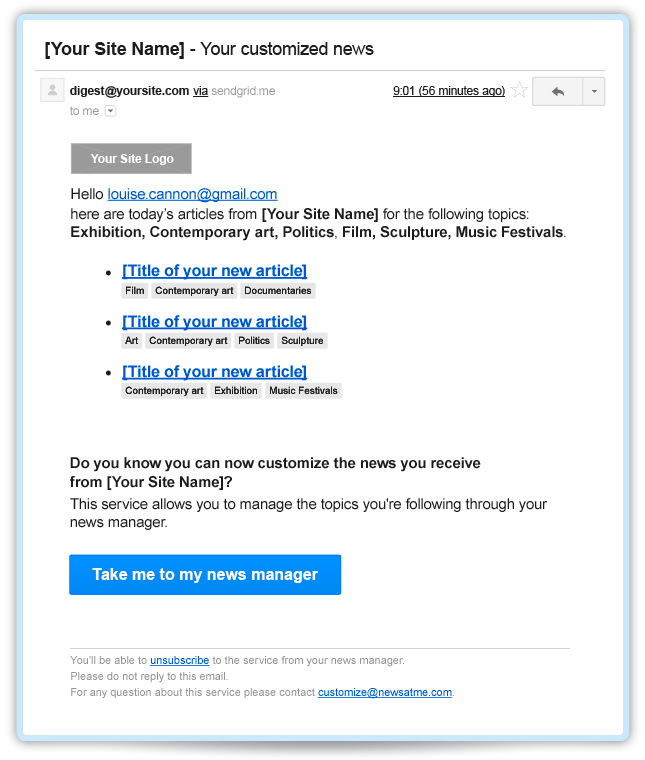 [Your Site Name] - Your customized news
digest@yoursite.com via sendgrid.me 9:01 (56 minutes ago)
to me
Your Site Logo
Hello louise.cannon@gmail.com
here are today's articles from [Your Site Name] for the following topics:
Exhibition, Contemporary art, Politics, Film, Sculpture, Music Festivals.
• [Title of your new article]
Film Contemporary art Documentaries
• [Title of your new article]
Art Contemporary art Politics Sculpture
• [Title of your new article]
Contemporary art Exhibition Music Festivals
Do you know you can now customize the news you receive
from [Your Site Name]?
This service allows you to manage the topics you're following through your
news manager.
Take me to my news manager
You'll be able to unsubscribe to the service from your news manager.
Please do not reply to this email.
For any question about this service please contact customize@newsatme.com.